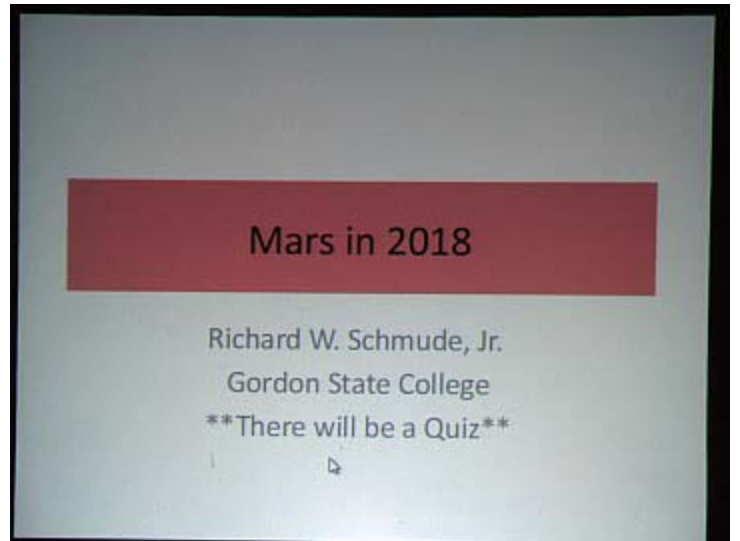 Mars in 2018
Richard W. Schmude, Jr.
Gordon State College
**There will be a Quiz**